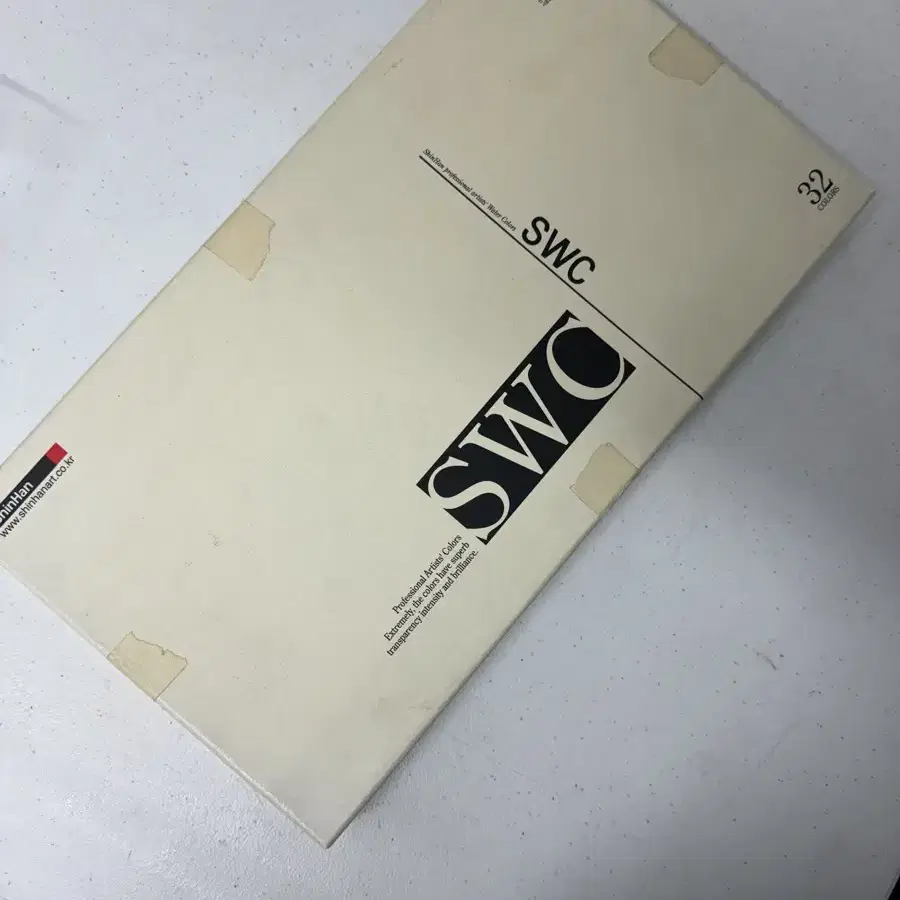 32
COLORS
ShinHan professional artists' Water Colors
SWC
SWC
Professional Artists' Colors
Extremely, the colors have superb
transparency intensity and brilliance.
ShinHan
www.shinhanart.co.kr